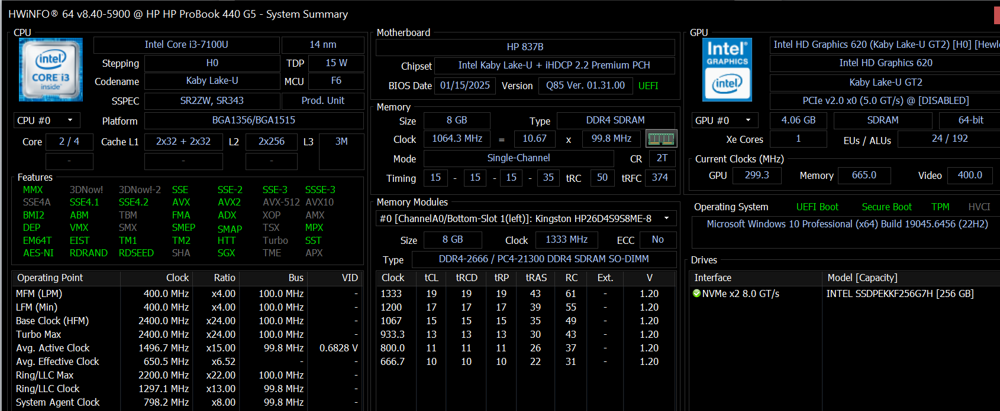 HWiNFO® 64 v8.40-5900 @ HP HP ProBook 440 G5 - System Summary
CPU
intel
CORE i3
inside
Intel Core i3-7100U 14 nm
Stepping H0 TDP 15 W
Codename Kaby Lake-U MCU F6
SSPEC SR2ZW, SR343 Prod. Unit
CPU #0 Platform BGA1356/BGA1515
Core 2 / 4 Cache L1 2x32 + 2x32 L2 2x256 L3 3M
- - -
Features
MMX 3DNow! 3DNow!-2 SSE SSE-2 SSE-3 SSSE-3
SSE4A SSE4.1 SSE4.2 AVX AVX2 AVX-512 AVX10
BMI2 ABM TBM FMA ADX XOP AMX
DEP VMX SMX SMEP SMAP TSX MPX
EM64T EIST TM1 TM2 HTT Turbo SST
AES-NI RDRAND RDSEED SHA SGX TME APX
Operating Point Clock Ratio Bus VID
MFM (LPM) 400.0 MHz x4.00 100.0 MHz -
LFM (Min) 400.0 MHz x4.00 100.0 MHz -
Base Clock (HFM) 2400.0 MHz x24.00 100.0 MHz -
Turbo Max 2400.0 MHz x24.00 100.0 MHz -
Avg. Active Clock 1496.7 MHz x15.00 99.8 MHz 0.6828 V
Avg. Effective Clock 650.5 MHz x6.52 - -
Ring/LLC Max 2200.0 MHz x22.00 100.0 MHz -
Ring/LLC Clock 1297.1 MHz x13.00 99.8 MHz -
System Agent Clock 798.2 MHz x8.00 99.8 MHz -
Motherboard
HP 837B
Chipset Intel Kaby Lake-U + iHDCP 2.2 Premium PCH
BIOS Date 01/15/2025 Version Q85 Ver. 01.31.00 UEFI
Memory
Size 8 GB Type DDR4 SDRAM
Clock 1064.3 MHz = 10.67 x 99.8 MHz
Mode Single-Channel CR 2T
Timing 15 - 15 - 15 - 35 tRC 50 tRFC 374
Memory Modules
#0 [ChannelA0/Bottom-Slot 1(left)]: Kingston HP26D4S9S8ME-8
Size 8 GB Clock 1333 MHz ECC No
Type DDR4-2666 / PC4-21300 DDR4 SDRAM SO-DIMM
Clock tCL tRCD tRP tRAS RC Ext. V
1333 19 19 19 43 61 - 1.20
1200 17 17 17 39 55 - 1.20
1067 15 15 15 35 49 - 1.20
933.3 13 13 13 30 43 - 1.20
800.0 11 11 11 26 37 - 1.20
666.7 10 10 10 22 31 - 1.20
GPU
Intel
GRAPHICS
intel
Intel HD Graphics 620 (Kaby Lake-U GT2) [H0] [Hewle
Intel HD Graphics 620
Kaby Lake-U GT2
PCIe v2.0 x0 (5.0 GT/s) @ [DISABLED]
GPU #0 4.06 GB SDRAM 64-bit
Xe Cores 1 EUs / ALUs 24 / 192
Current Clocks (MHz)
GPU 299.3 Memory 665.0 Video 400.0
Operating System UEFI Boot Secure Boot TPM HVCI
Microsoft Windows 10 Professional (x64) Build 19045.6456 (22H2)
Drives
Interface Model [Capacity]
NVMe x2 8.0 GT/s INTEL SSDPEKKF256G7H [256 GB]